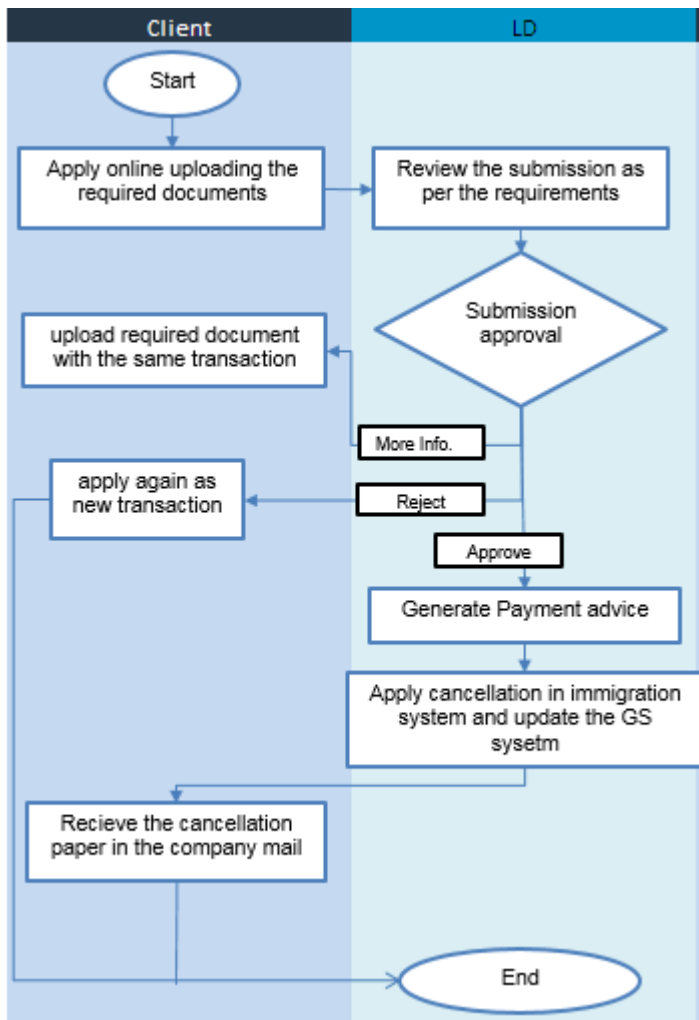 Client
LD
Start
Apply online uploading the
required documents
Review the submission as
per the requirements
Submission
approval
upload required document
with the same transaction
More Info.
apply again as
new transaction
Reject
Approve
Generate Payment advice
Apply cancellation in immigration
system and update the GS
sysetm
Recieve the cancellation
paper in the company mail
End